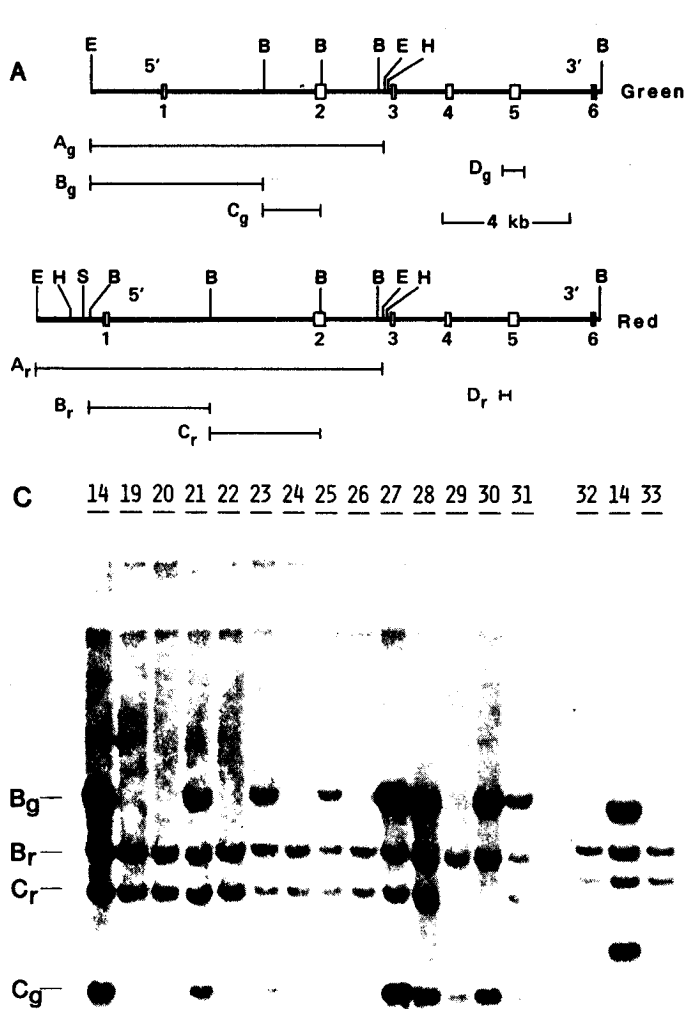 A
E B B B E H B
5′ 3′
1 2 3 4 5 6 Green
Ag
Dg
Bg
Cg
4 kb
E H S B B B B E H B
5′ 3′
1 2 3 4 5 6 Red
Ar
Dr
Br
Cr
C 14 19 20 21 22 23 24 25 26 27 28 29 30 31 32 14 33
Bg
Br
Cr
Cg